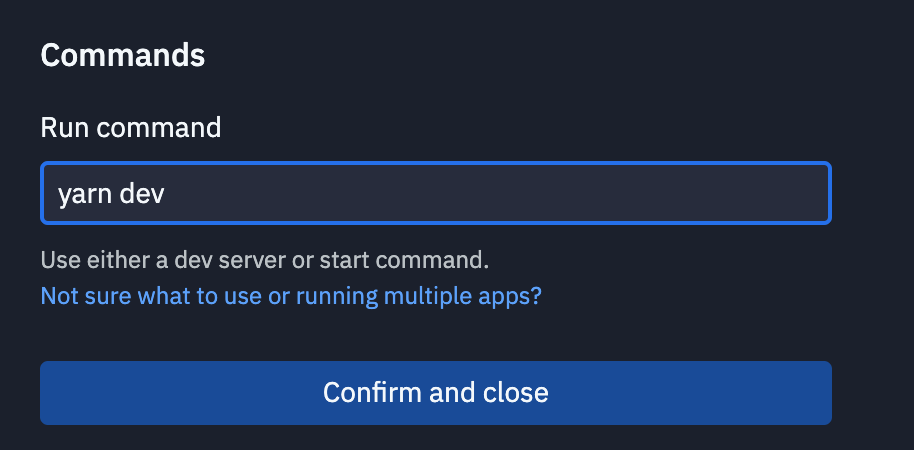 Commands
Run command
yarn dev
Use either a dev server or start command.
Not sure what to use or running multiple apps?
Confirm and close